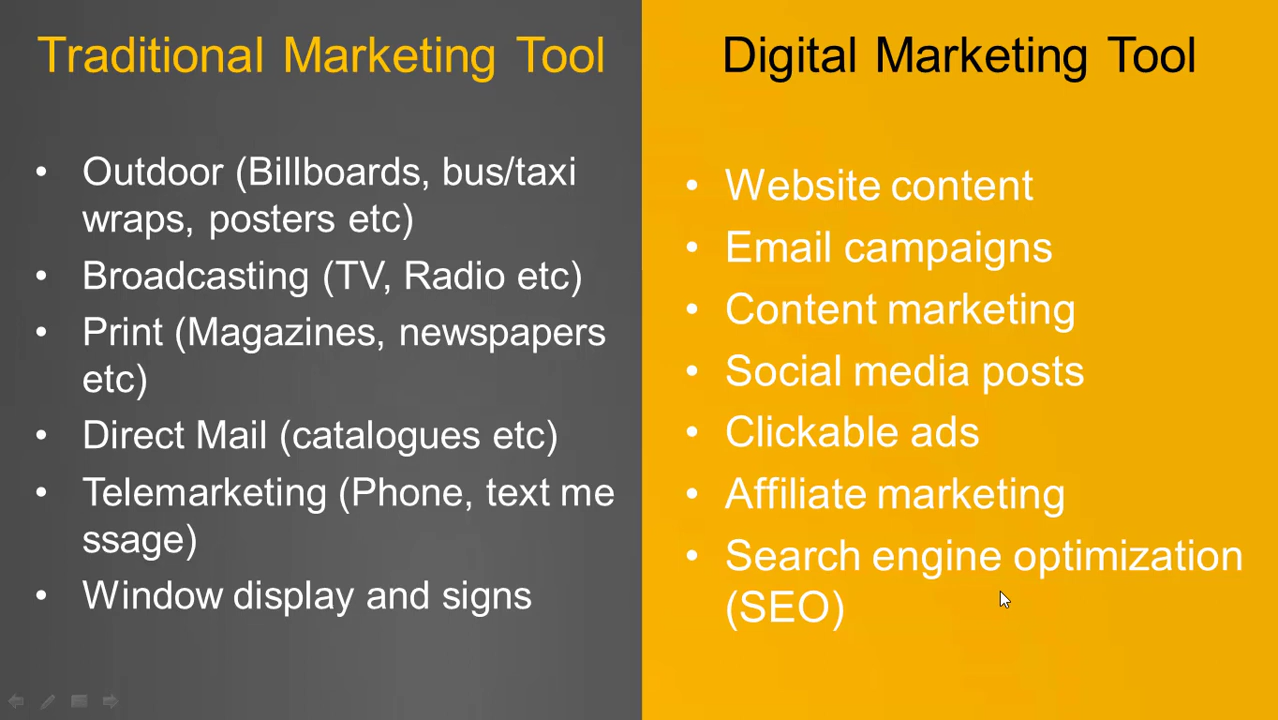 Traditional Marketing Tool
• Outdoor (Billboards, bus/taxi
wraps, posters etc)
• Broadcasting (TV, Radio etc)
• Print (Magazines, newspapers
etc)
• Direct Mail (catalogues etc)
• Telemarketing (Phone, text me
ssage)
• Window display and signs
Digital Marketing Tool
• Website content
• Email campaigns
• Content marketing
• Social media posts
• Clickable ads
• Affiliate marketing
• Search engine optimization
(SEO)